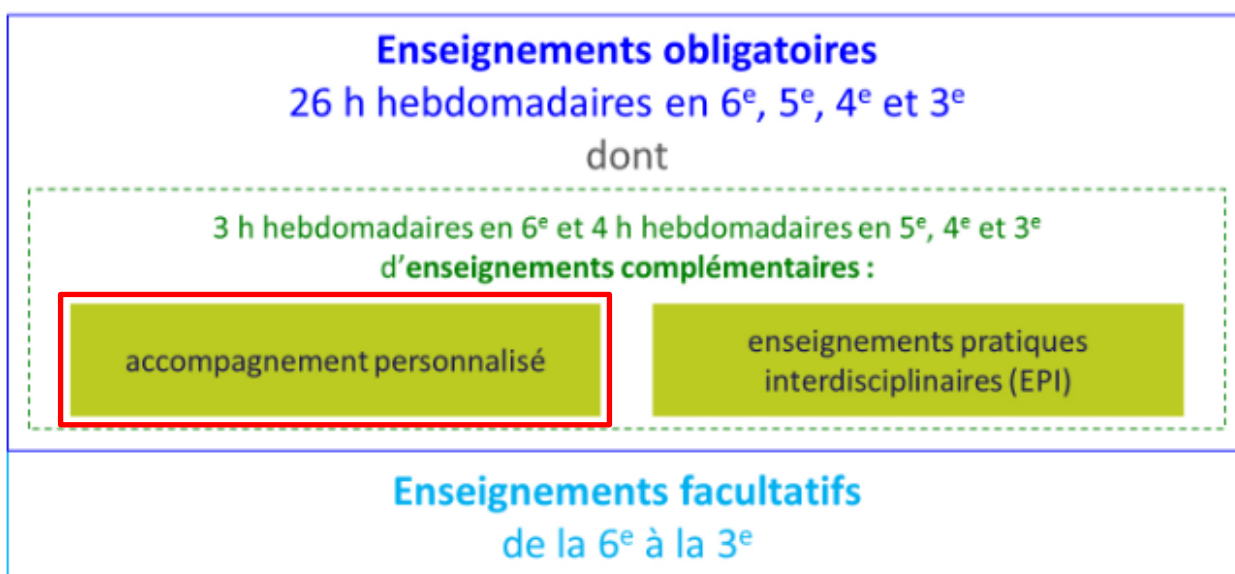 Enseignements obligatoires
26 h hebdomadaires en 6ᵉ, 5ᵉ, 4ᵉ et 3ᵉ
dont
3 h hebdomadaires en 6ᵉ et 4 h hebdomadaires en 5ᵉ, 4ᵉ et 3ᵉ
d'enseignements complémentaires :
accompagnement personnalisé
enseignements pratiques
interdisciplinaires (EPI)
Enseignements facultatifs
de la 6ᵉ à la 3ᵉ